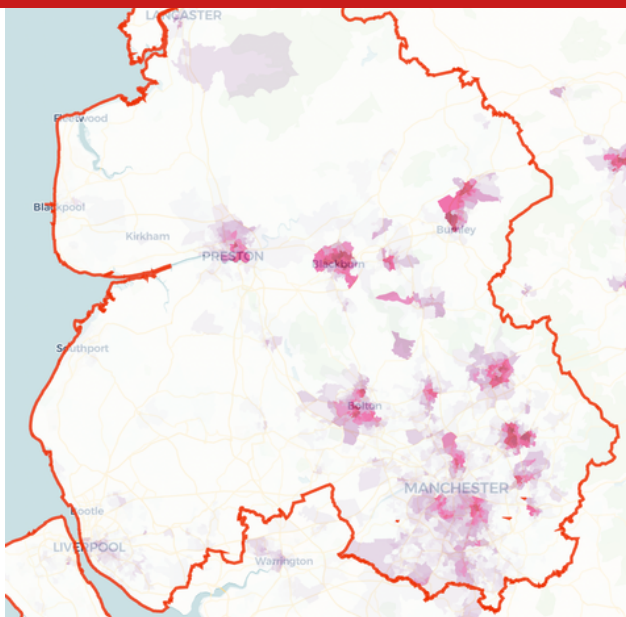 LANCASTER
Fleetwood
Blackpool
Kirkham
PRESTON
Blackburn
Burnley
Southport
Bolton
MANCHESTER
Bootle
LIVERPOOL
Warrington